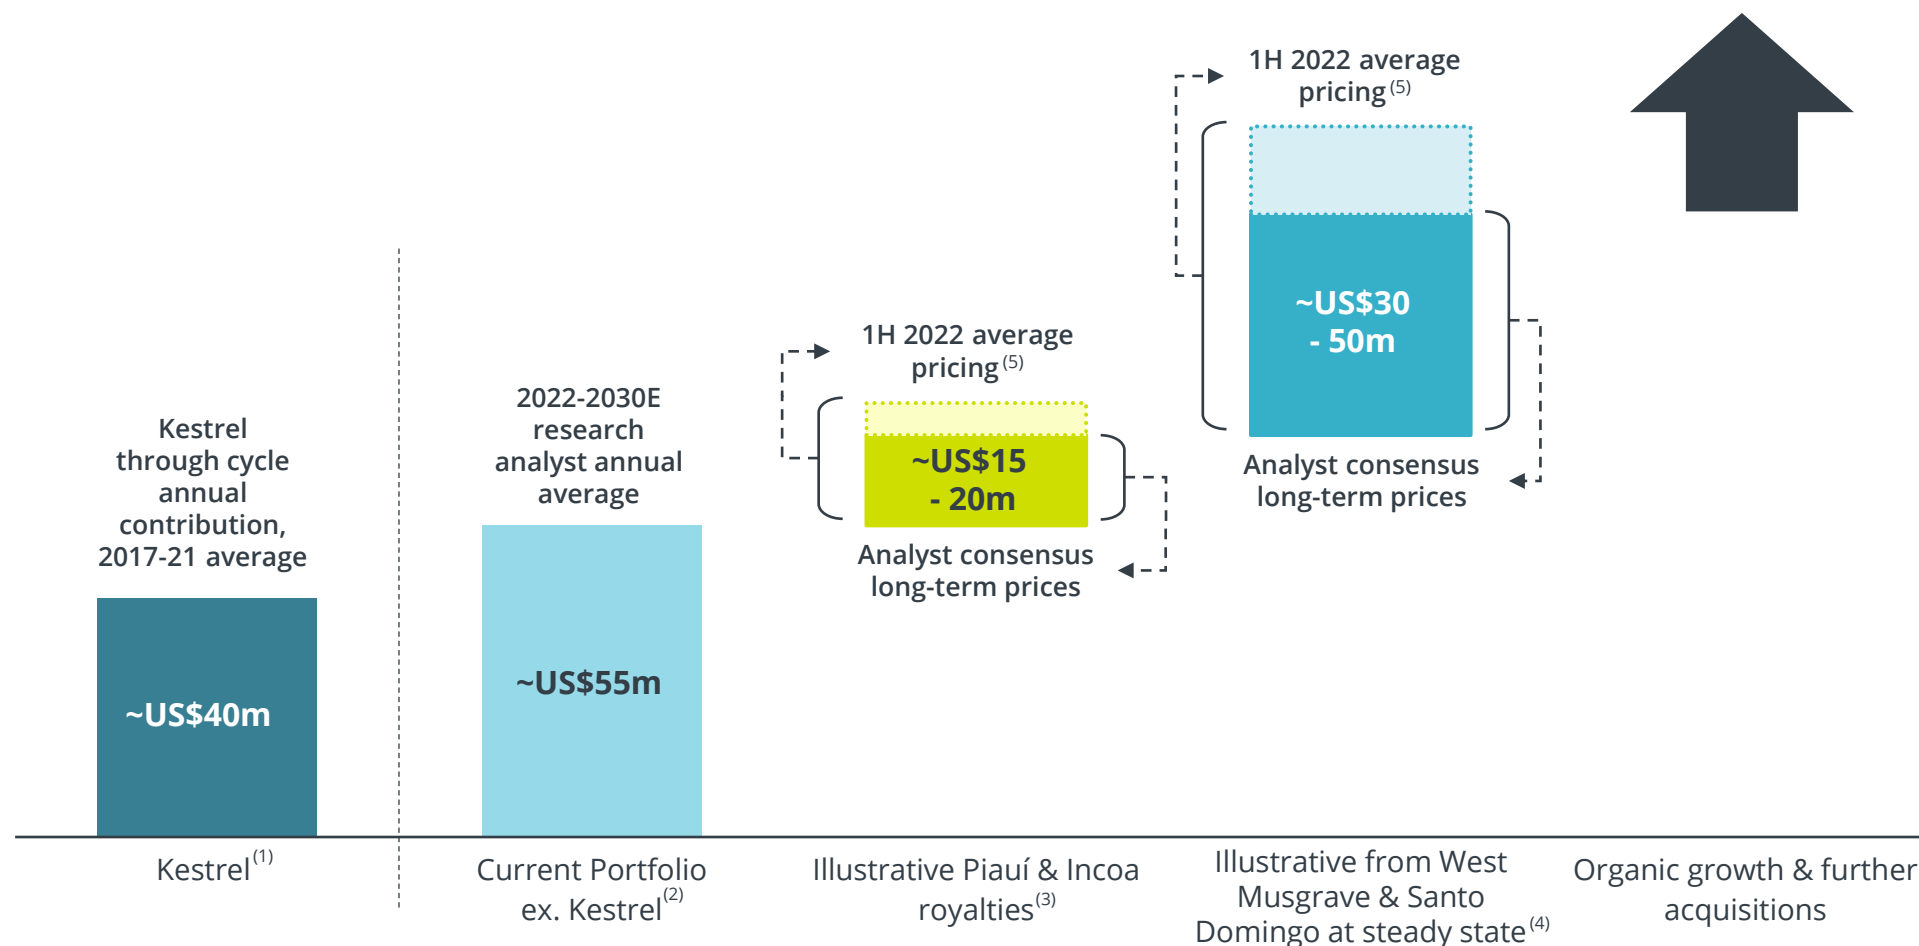 Kestrel
through cycle
annual
contribution,
2017-21 average
~US$40m
Kestrel(1)
2022-2030E
research
analyst annual
average
~US$55m
Current Portfolio
ex. Kestrel(2)
1H 2022 average
pricing(5)
~US$15
- 20m
Analyst consensus
long-term prices
Illustrative Piauí & Incoa
royalties(3)
1H 2022 average
pricing(5)
~US$30
- 50m
Analyst consensus
long-term prices
Illustrative from West
Musgrave & Santo
Domingo at steady state(4)
Organic growth & further
acquisitions